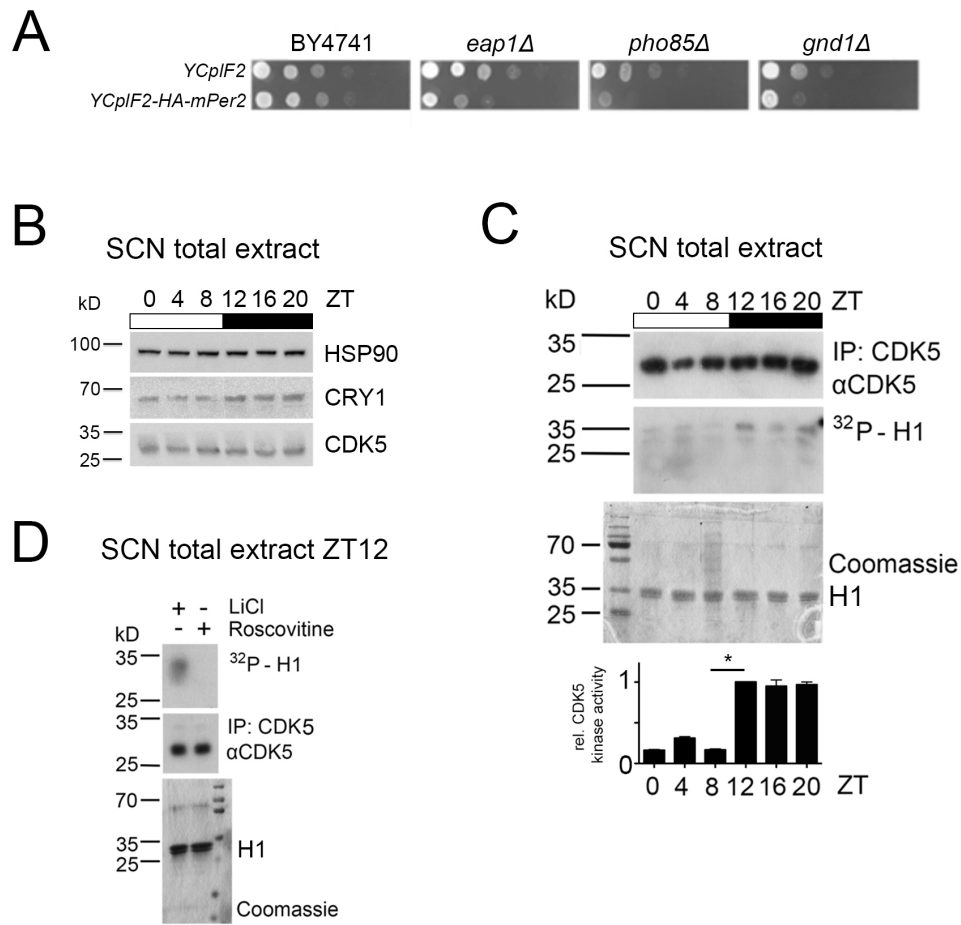 A
BY4741 eap1Δ pho85Δ gnd1Δ
YCpIF2
YCpIF2-HA-mPer2
B
SCN total extract
kD 0 4 8 12 16 20 ZT
100 HSP90
70 CRY1
35 CDK5
25
C
SCN total extract
kD 0 4 8 12 16 20 ZT
35 IP: CDK5
25 αCDK5
35 32P - H1
25
70 Coomassie
35 H1
25
rel. CDK5
kinase activity
1 *
0
0 4 8 12 16 20 ZT
D
SCN total extract ZT12
+ - LiCl
kD - + Roscovitine
35 32P - H1
25
35 IP: CDK5
αCDK5
25
70
35 H1
25
Coomassie